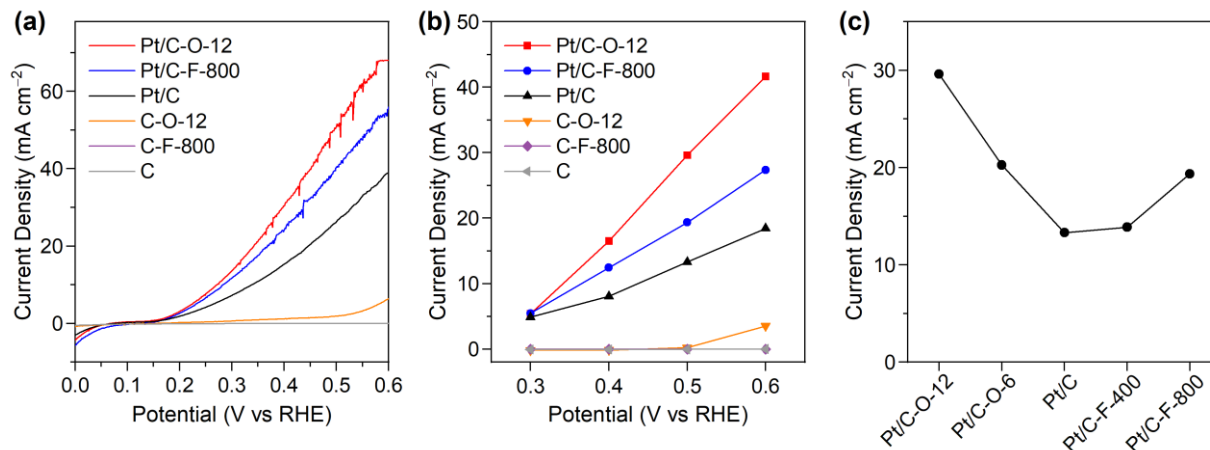 (a)
Current Density (mA cm⁻²)
60
40
20
0
Pt/C-O-12
Pt/C-F-800
Pt/C
C-O-12
C-F-800
C
0.0 0.1 0.2 0.3 0.4 0.5 0.6
Potential (V vs RHE)
(b)
Current Density (mA cm⁻²)
50
40
30
20
10
0
Pt/C-O-12
Pt/C-F-800
Pt/C
C-O-12
C-F-800
C
0.3 0.4 0.5 0.6
Potential (V vs RHE)
(c)
Current Density (mA cm⁻²)
30
20
10
0
Pt/C-O-12
Pt/C-O-6
Pt/C
Pt/C-F-400
Pt/C-F-800